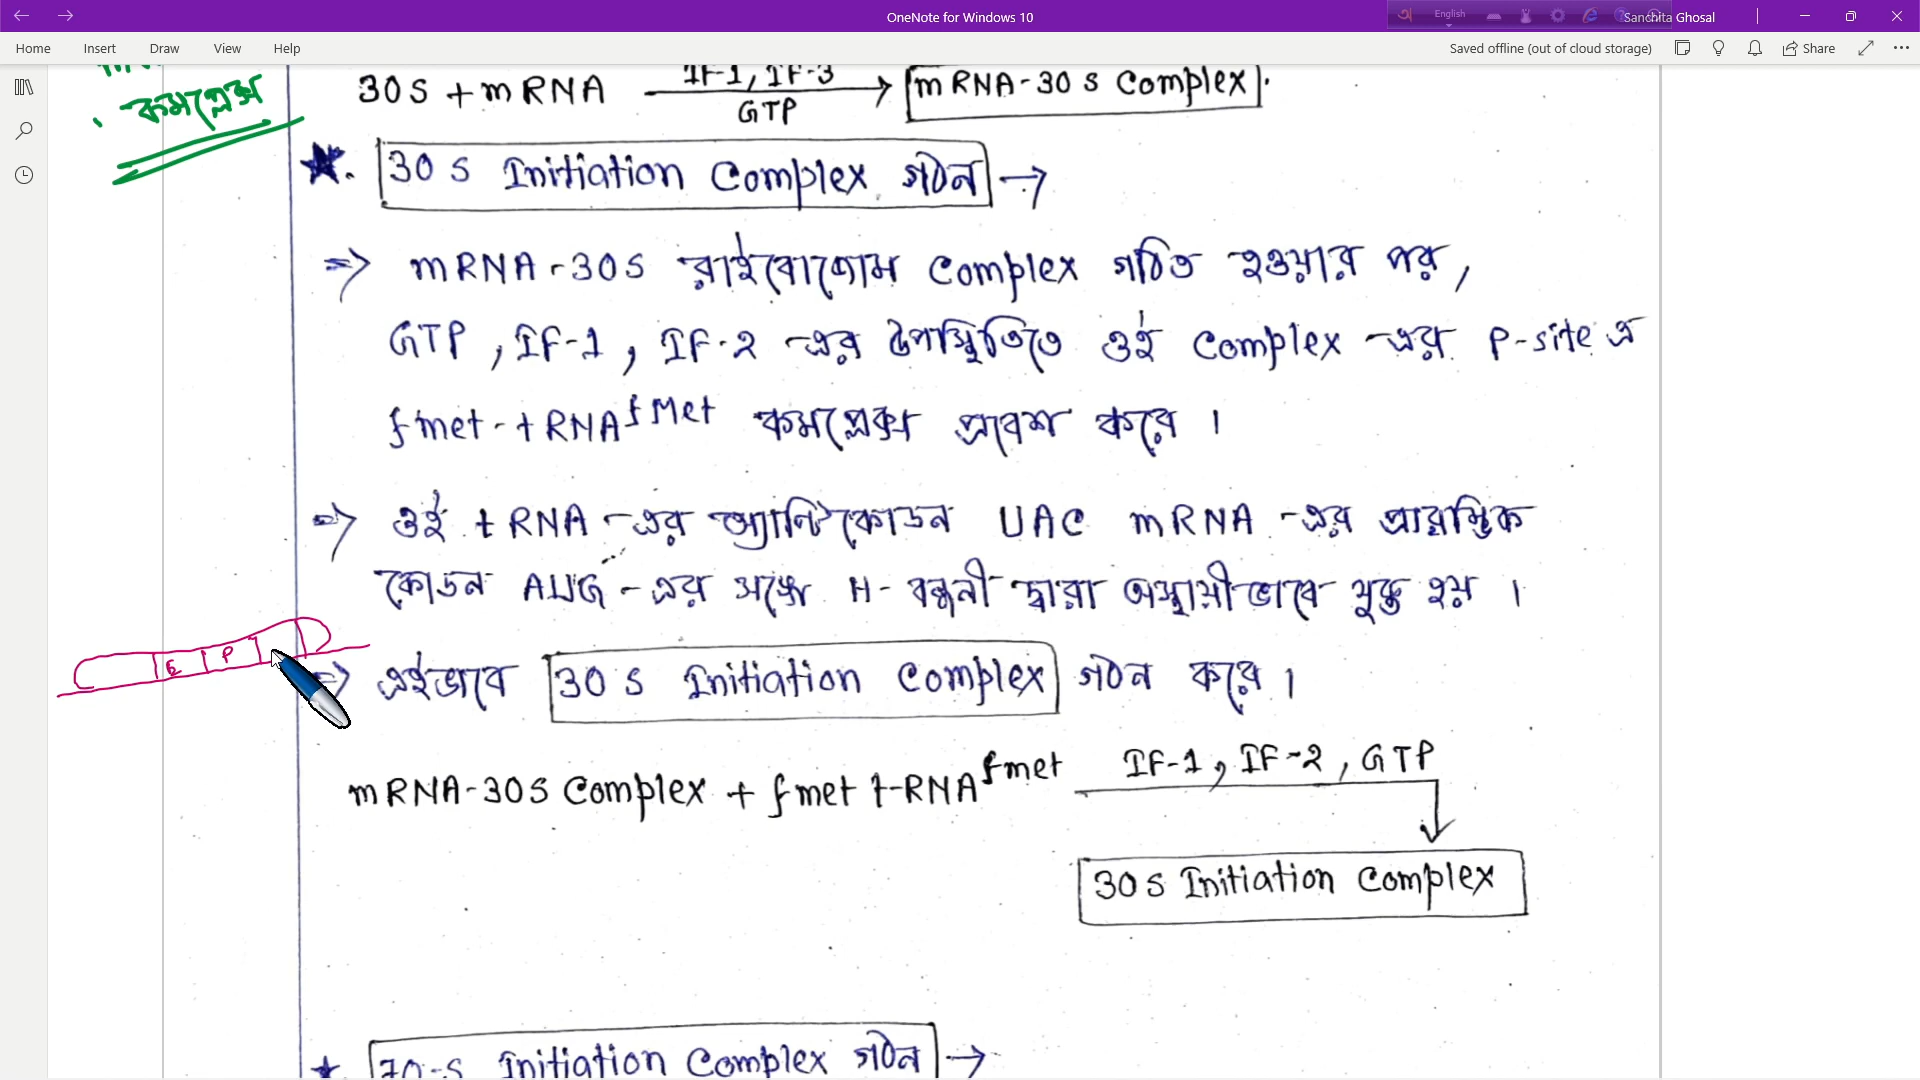 OneNote for Windows 10
English
Sanchita Ghosal
Home Insert Draw View Help
Saved offline (out of cloud storage)
Share
কমপ্লেক্স
30S + mRNA IF-1, IF-3 GTP mRNA-30s Complex.
30 S Initiation Complex গঠন →
⇒ mRNA-30S রাইবোজোম Complex গঠিত হওয়ার পর,
GTP, IF-1, IF-2 -এর উপস্থিতিতে ওই Complex -এর P-site এ
fmet-tRNAfMet কমপ্লেক্স প্রবেশ করে ।
⇒ ওই tRNA -এর অ্যান্টিকোডন UAC mRNA -এর প্রারম্ভিক
কোডন AUG -এর সঙ্গে H- বন্ধনী দ্বারা অস্থায়ীভাবে যুক্ত হয় ।
E P
⇒ এইভাবে 30 S Initiation Complex গঠন করে ।
mRNA-30S Complex + fmet t-RNAfmet IF-1, IF-2, GTP
30S Initiation Complex
70-S Initiation Complex গঠন →